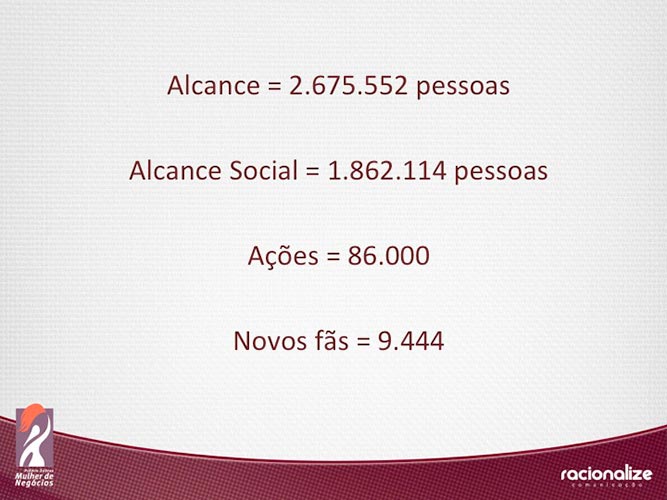 Alcance = 2.675.552 pessoas
Alcance Social = 1.862.114 pessoas
Ações = 86.000
Novos fãs = 9.444
Prêmio Sebrae
Mulher de
Negócios
racionalize
comunicação